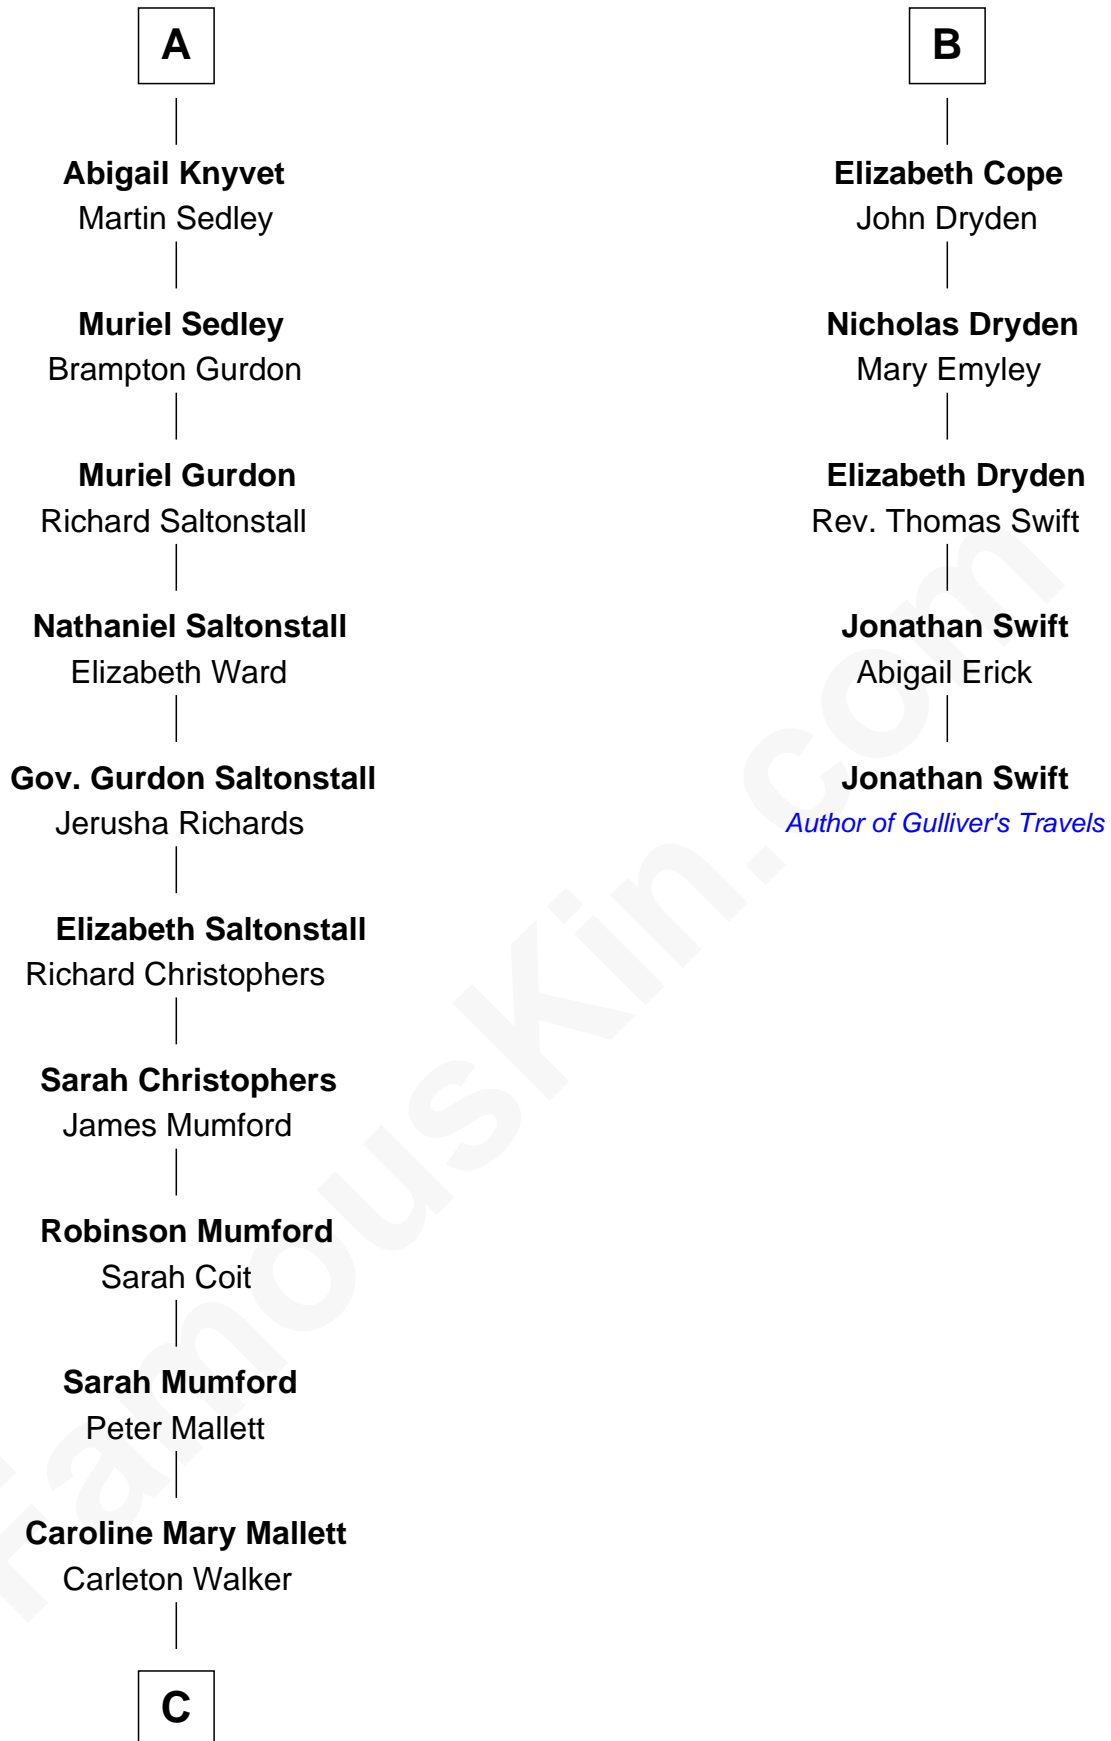 A
Abigail Knyvet
Martin Sedley
Muriel Sedley
Brampton Gurdon
Muriel Gurdon
Richard Saltonstall
Nathaniel Saltonstall
Elizabeth Ward
Gov. Gurdon Saltonstall
Jerusha Richards
Elizabeth Saltonstall
Richard Christophers
Sarah Christophers
James Mumford
Robinson Mumford
Sarah Coit
Sarah Mumford
Peter Mallett
Caroline Mary Mallett
Carleton Walker
C
B
Elizabeth Cope
John Dryden
Nicholas Dryden
Mary Emyley
Elizabeth Dryden
Rev. Thomas Swift
Jonathan Swift
Abigail Erick
Jonathan Swift
Author of Gulliver's Travels
FamousKin.com